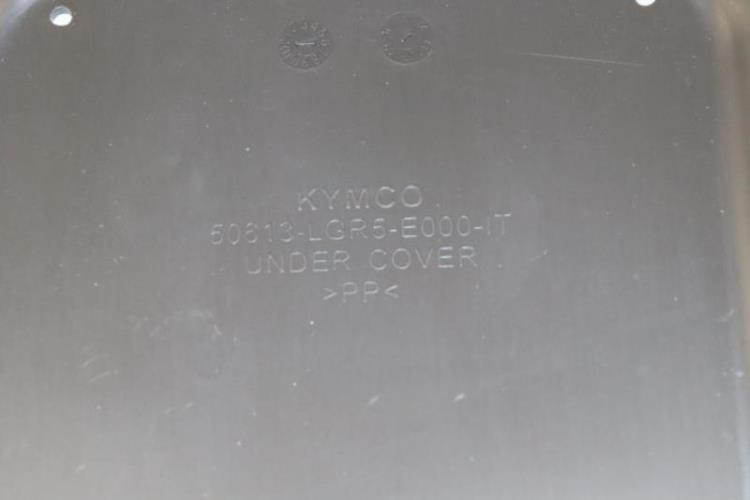 KYMCO
50613-LGR5-E000-IT
UNDER COVER
>PP<